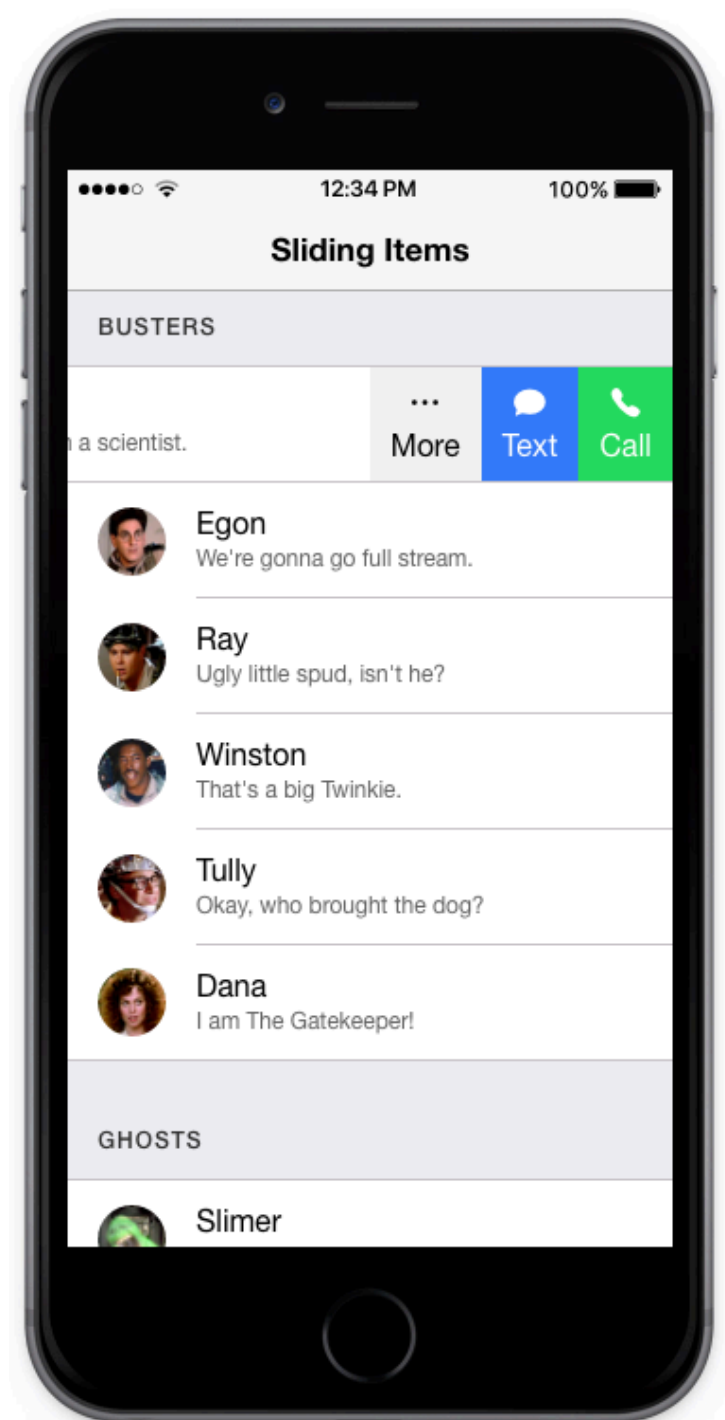 12:34 PM 100%
Sliding Items
BUSTERS
a scientist.
More Text Call
Egon
We're gonna go full stream.
Ray
Ugly little spud, isn't he?
Winston
That's a big Twinkie.
Tully
Okay, who brought the dog?
Dana
I am The Gatekeeper!
GHOSTS
Slimer